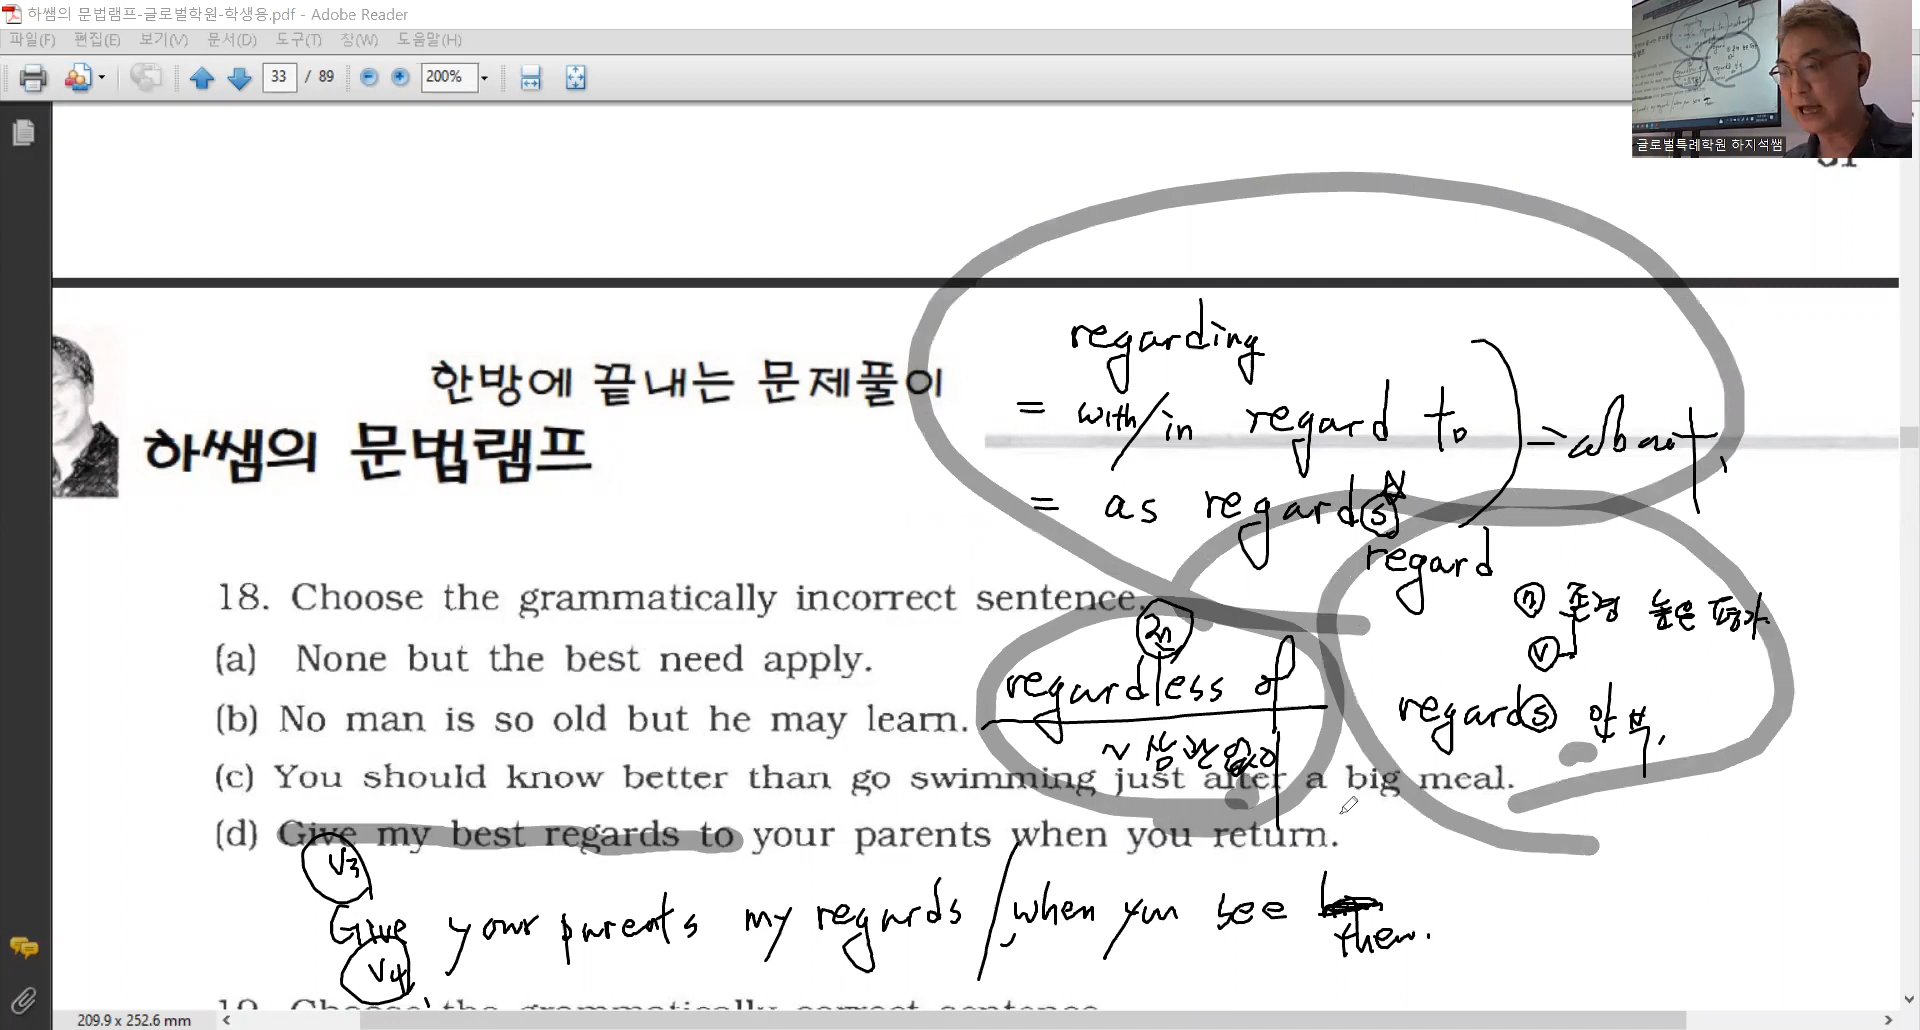 하쌤의 문법램프-글로벌학원-학생용.pdf - Adobe Reader
파일(F) 편집(E) 보기(V) 문서(D) 도구(T) 창(W) 도움말(H)
33 / 89 200%
글로벌특례학원 하지석쌤
한방에 끝내는 문제풀이
하쌤의 문법램프
regarding
= with/in regard to
= as regards
= about,
regard
ⓝ 존경 높은 평가
ⓥ
regards 안부,
regardless of
~ 상관없이
18. Choose the grammatically incorrect sentence.
(a) None but the best need apply.
(b) No man is so old but he may learn.
(c) You should know better than go swimming just after a big meal.
(d) Give my best regards to your parents when you return.
V3
Give your parents my regards / when you see them.
V4
19. Choose the grammatically correct sentence.
209.9 x 252.6 mm